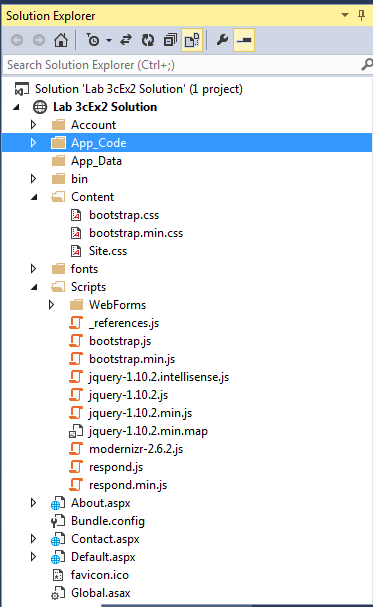 Solution Explorer
Search Solution Explorer (Ctrl+;)
Solution 'Lab 3cEx2 Solution' (1 project)
Lab 3cEx2 Solution
Account
App_Code
App_Data
bin
Content
bootstrap.css
bootstrap.min.css
Site.css
fonts
Scripts
WebForms
_references.js
bootstrap.js
bootstrap.min.js
jquery-1.10.2.intellisense.js
jquery-1.10.2.js
jquery-1.10.2.min.js
jquery-1.10.2.min.map
modernizr-2.6.2.js
respond.js
respond.min.js
About.aspx
Bundle.config
Contact.aspx
Default.aspx
favicon.ico
Global.asax